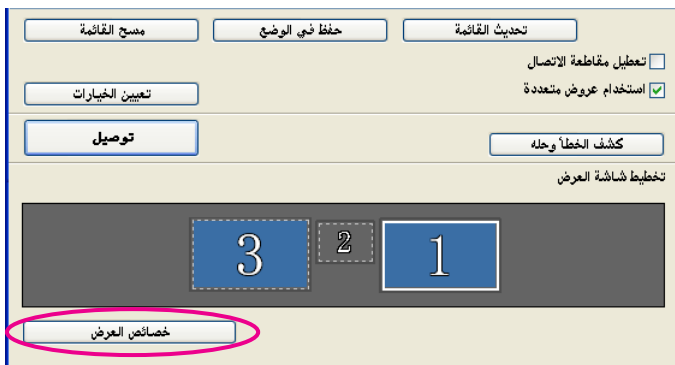 تحديث القائمة
حفظ في الوضع
مسح القائمة
تعطيل مقاطعة الاتصال
استخدام عروض متعددة
تعيين الخيارات
توصيل
كشف الخطأ وحله
تخطيط شاشة العرض
1
2
3
خصائص العرض